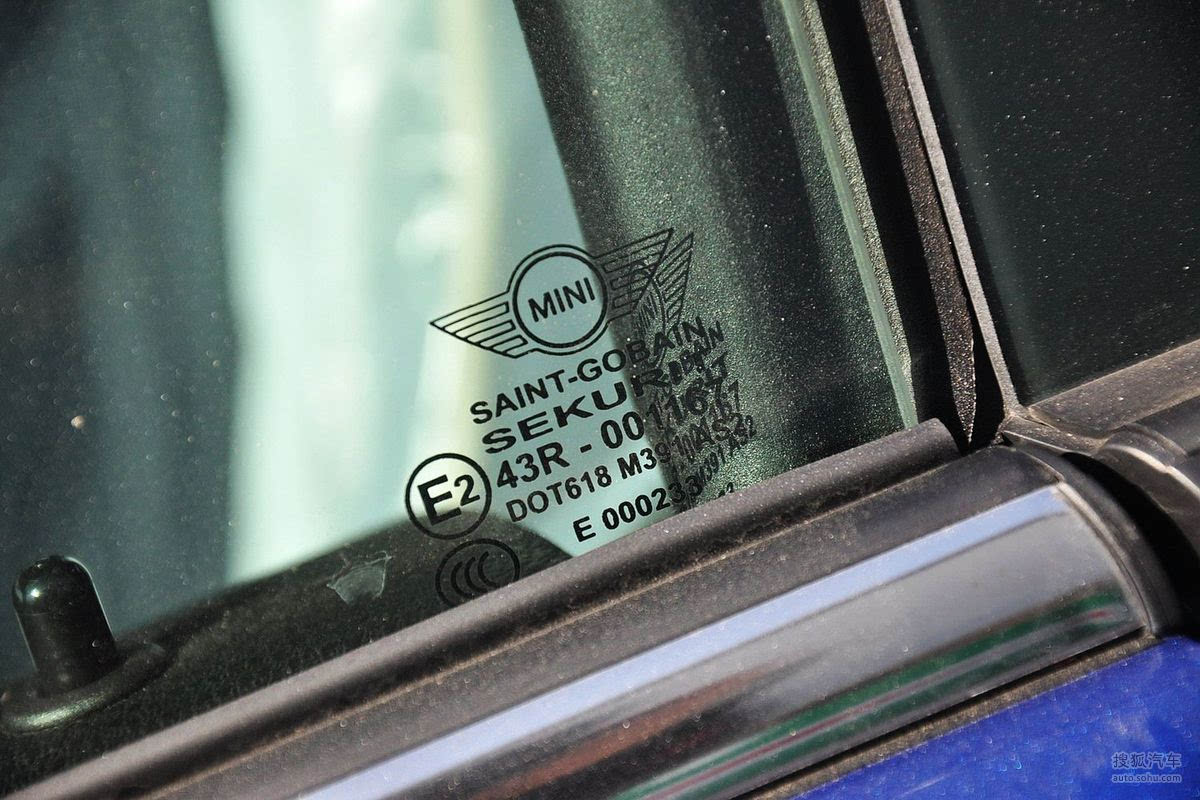 MINI
SAINT-GOBAIN
SEKURIT
43R - 001167
DOT618 M391 AS2
E2
E 000233
搜狐汽车
auto.sohu.com